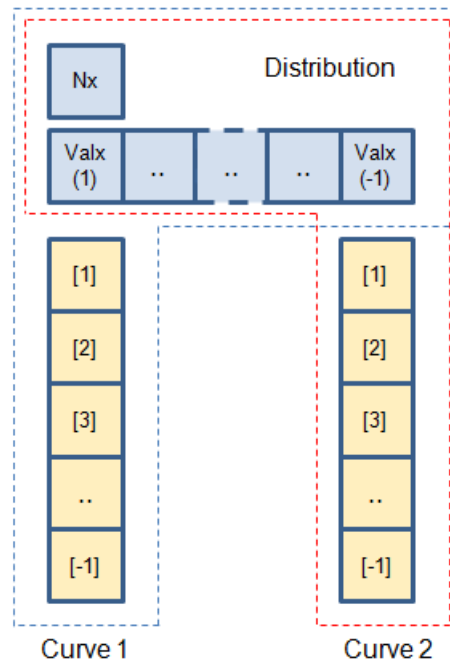 Nx
Distribution
Valx (1) .. .. .. Valx (-1)
[1] [1]
[2] [2]
[3] [3]
.. ..
[-1] [-1]
Curve 1 Curve 2